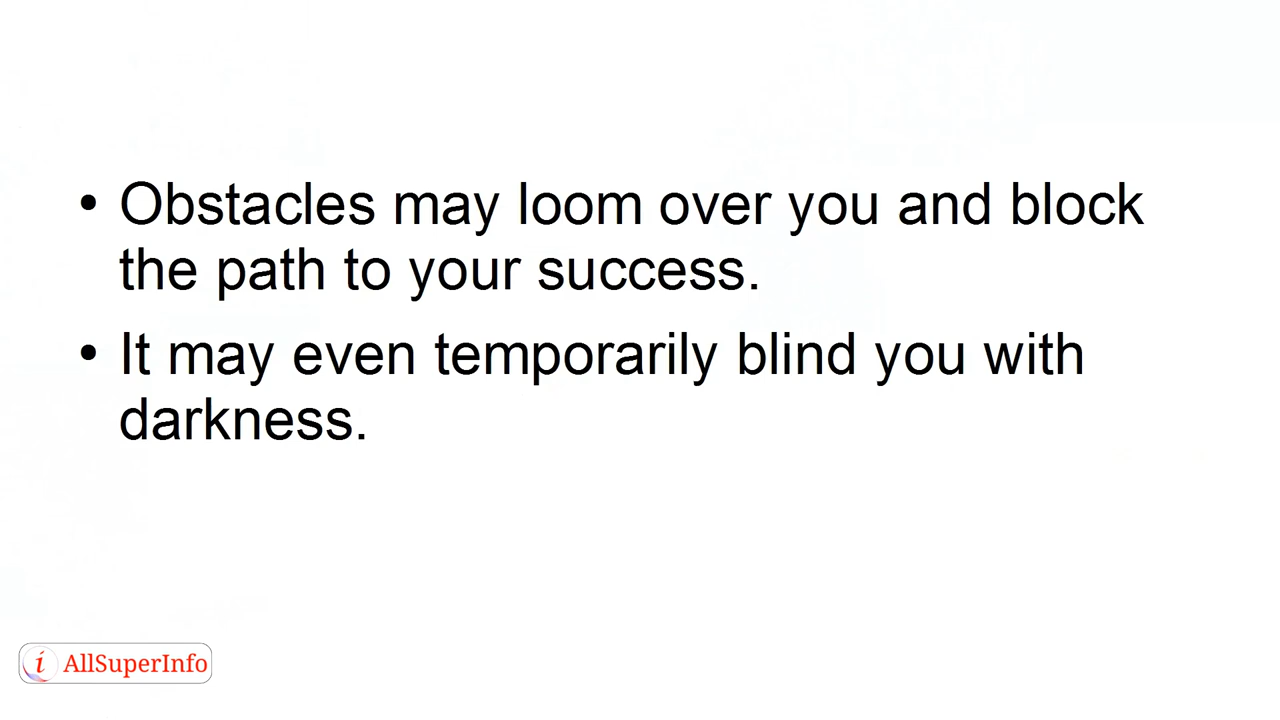 • Obstacles may loom over you and block
the path to your success.
• It may even temporarily blind you with
darkness.
i AllSuperInfo